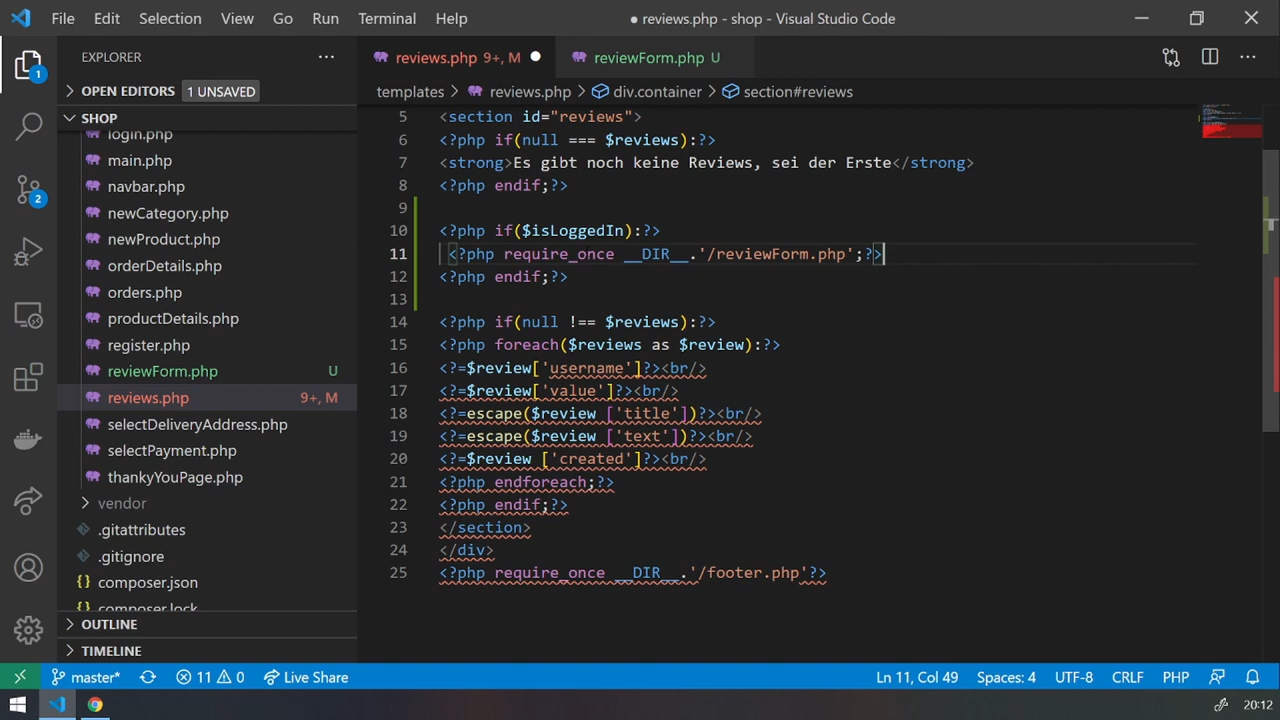 File Edit Selection View Go Run Terminal Help ● reviews.php - shop - Visual Studio Code
EXPLORER
reviews.php 9+, M
reviewForm.php U
OPEN EDITORS 1 UNSAVED
templates > reviews.php > div.container > section#reviews
SHOP
login.php
main.php
navbar.php
newCategory.php
newProduct.php
orderDetails.php
orders.php
productDetails.php
register.php
reviewForm.php U
reviews.php 9+, M
selectDeliveryAddress.php
selectPayment.php
thankyYouPage.php
vendor
.gitattributes
.gitignore
composer.json
composer.lock
OUTLINE
TIMELINE
1
2
5 <section id="reviews">
6 <?php if(null === $reviews):?>
7 <strong>Es gibt noch keine Reviews, sei der Erste</strong>
8 <?php endif;?>
9
10 <?php if($isLoggedIn):?>
11 <?php require_once __DIR__.'/reviewForm.php';?>
12 <?php endif;?>
13
14 <?php if(null !== $reviews):?>
15 <?php foreach($reviews as $review):?>
16 <?=$review['username']?><br/>
17 <?=$review['value']?><br/>
18 <?=escape($review ['title'])?><br/>
19 <?=escape($review ['text'])?><br/>
20 <?=$review ['created']?><br/>
21 <?php endforeach;?>
22 <?php endif;?>
23 </section>
24 </div>
25 <?php require_once __DIR__.'/footer.php'?>
master* 11 0 Live Share Ln 11, Col 49 Spaces: 4 UTF-8 CRLF PHP
20:12